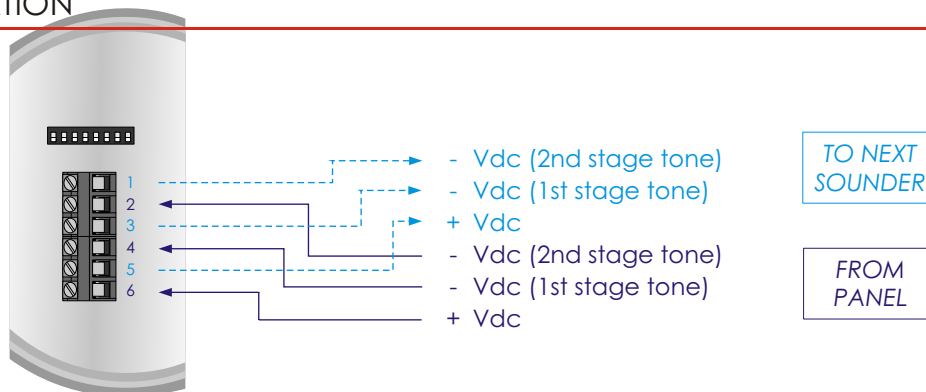 1
2
3
4
5
6
- Vdc (2nd stage tone)
- Vdc (1st stage tone)
+ Vdc
- Vdc (2nd stage tone)
- Vdc (1st stage tone)
+ Vdc
TO NEXT
SOUNDER
FROM
PANEL